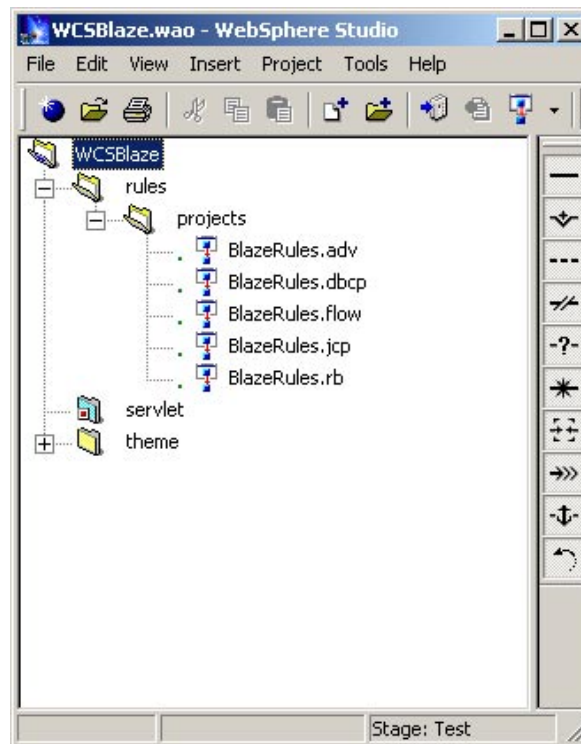 WCSBlaze.wao - WebSphere Studio
File Edit View Insert Project Tools Help
WCSBlaze
rules
projects
BlazeRules.adv
BlazeRules.dbcp
BlazeRules.flow
BlazeRules.jcp
BlazeRules.rb
servlet
theme
Stage: Test